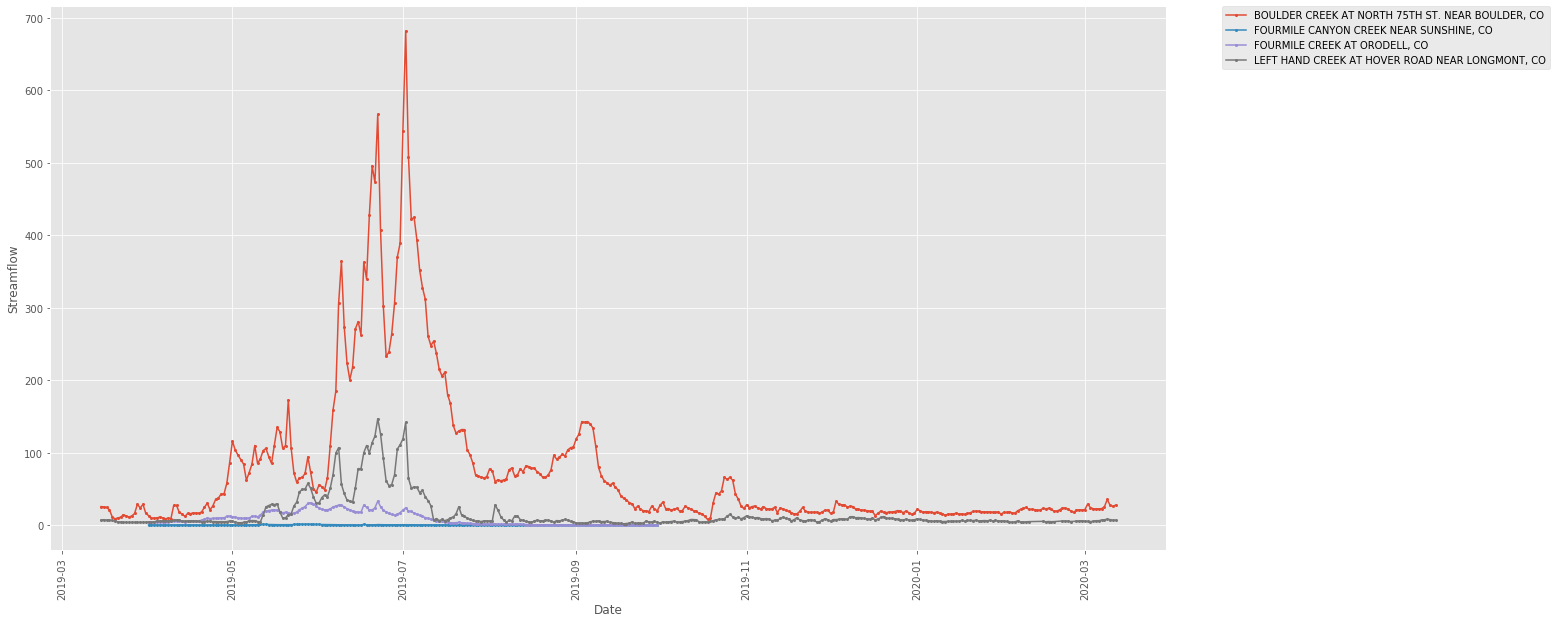 BOULDER CREEK AT NORTH 75TH ST. NEAR BOULDER, CO
FOURMILE CANYON CREEK NEAR SUNSHINE, CO
FOURMILE CREEK AT ORODELL, CO
LEFT HAND CREEK AT HOVER ROAD NEAR LONGMONT, CO
700
600
500
400
300
200
100
0
Streamflow
2019-03
2019-05
2019-07
2019-09
2019-11
2020-01
2020-03
Date